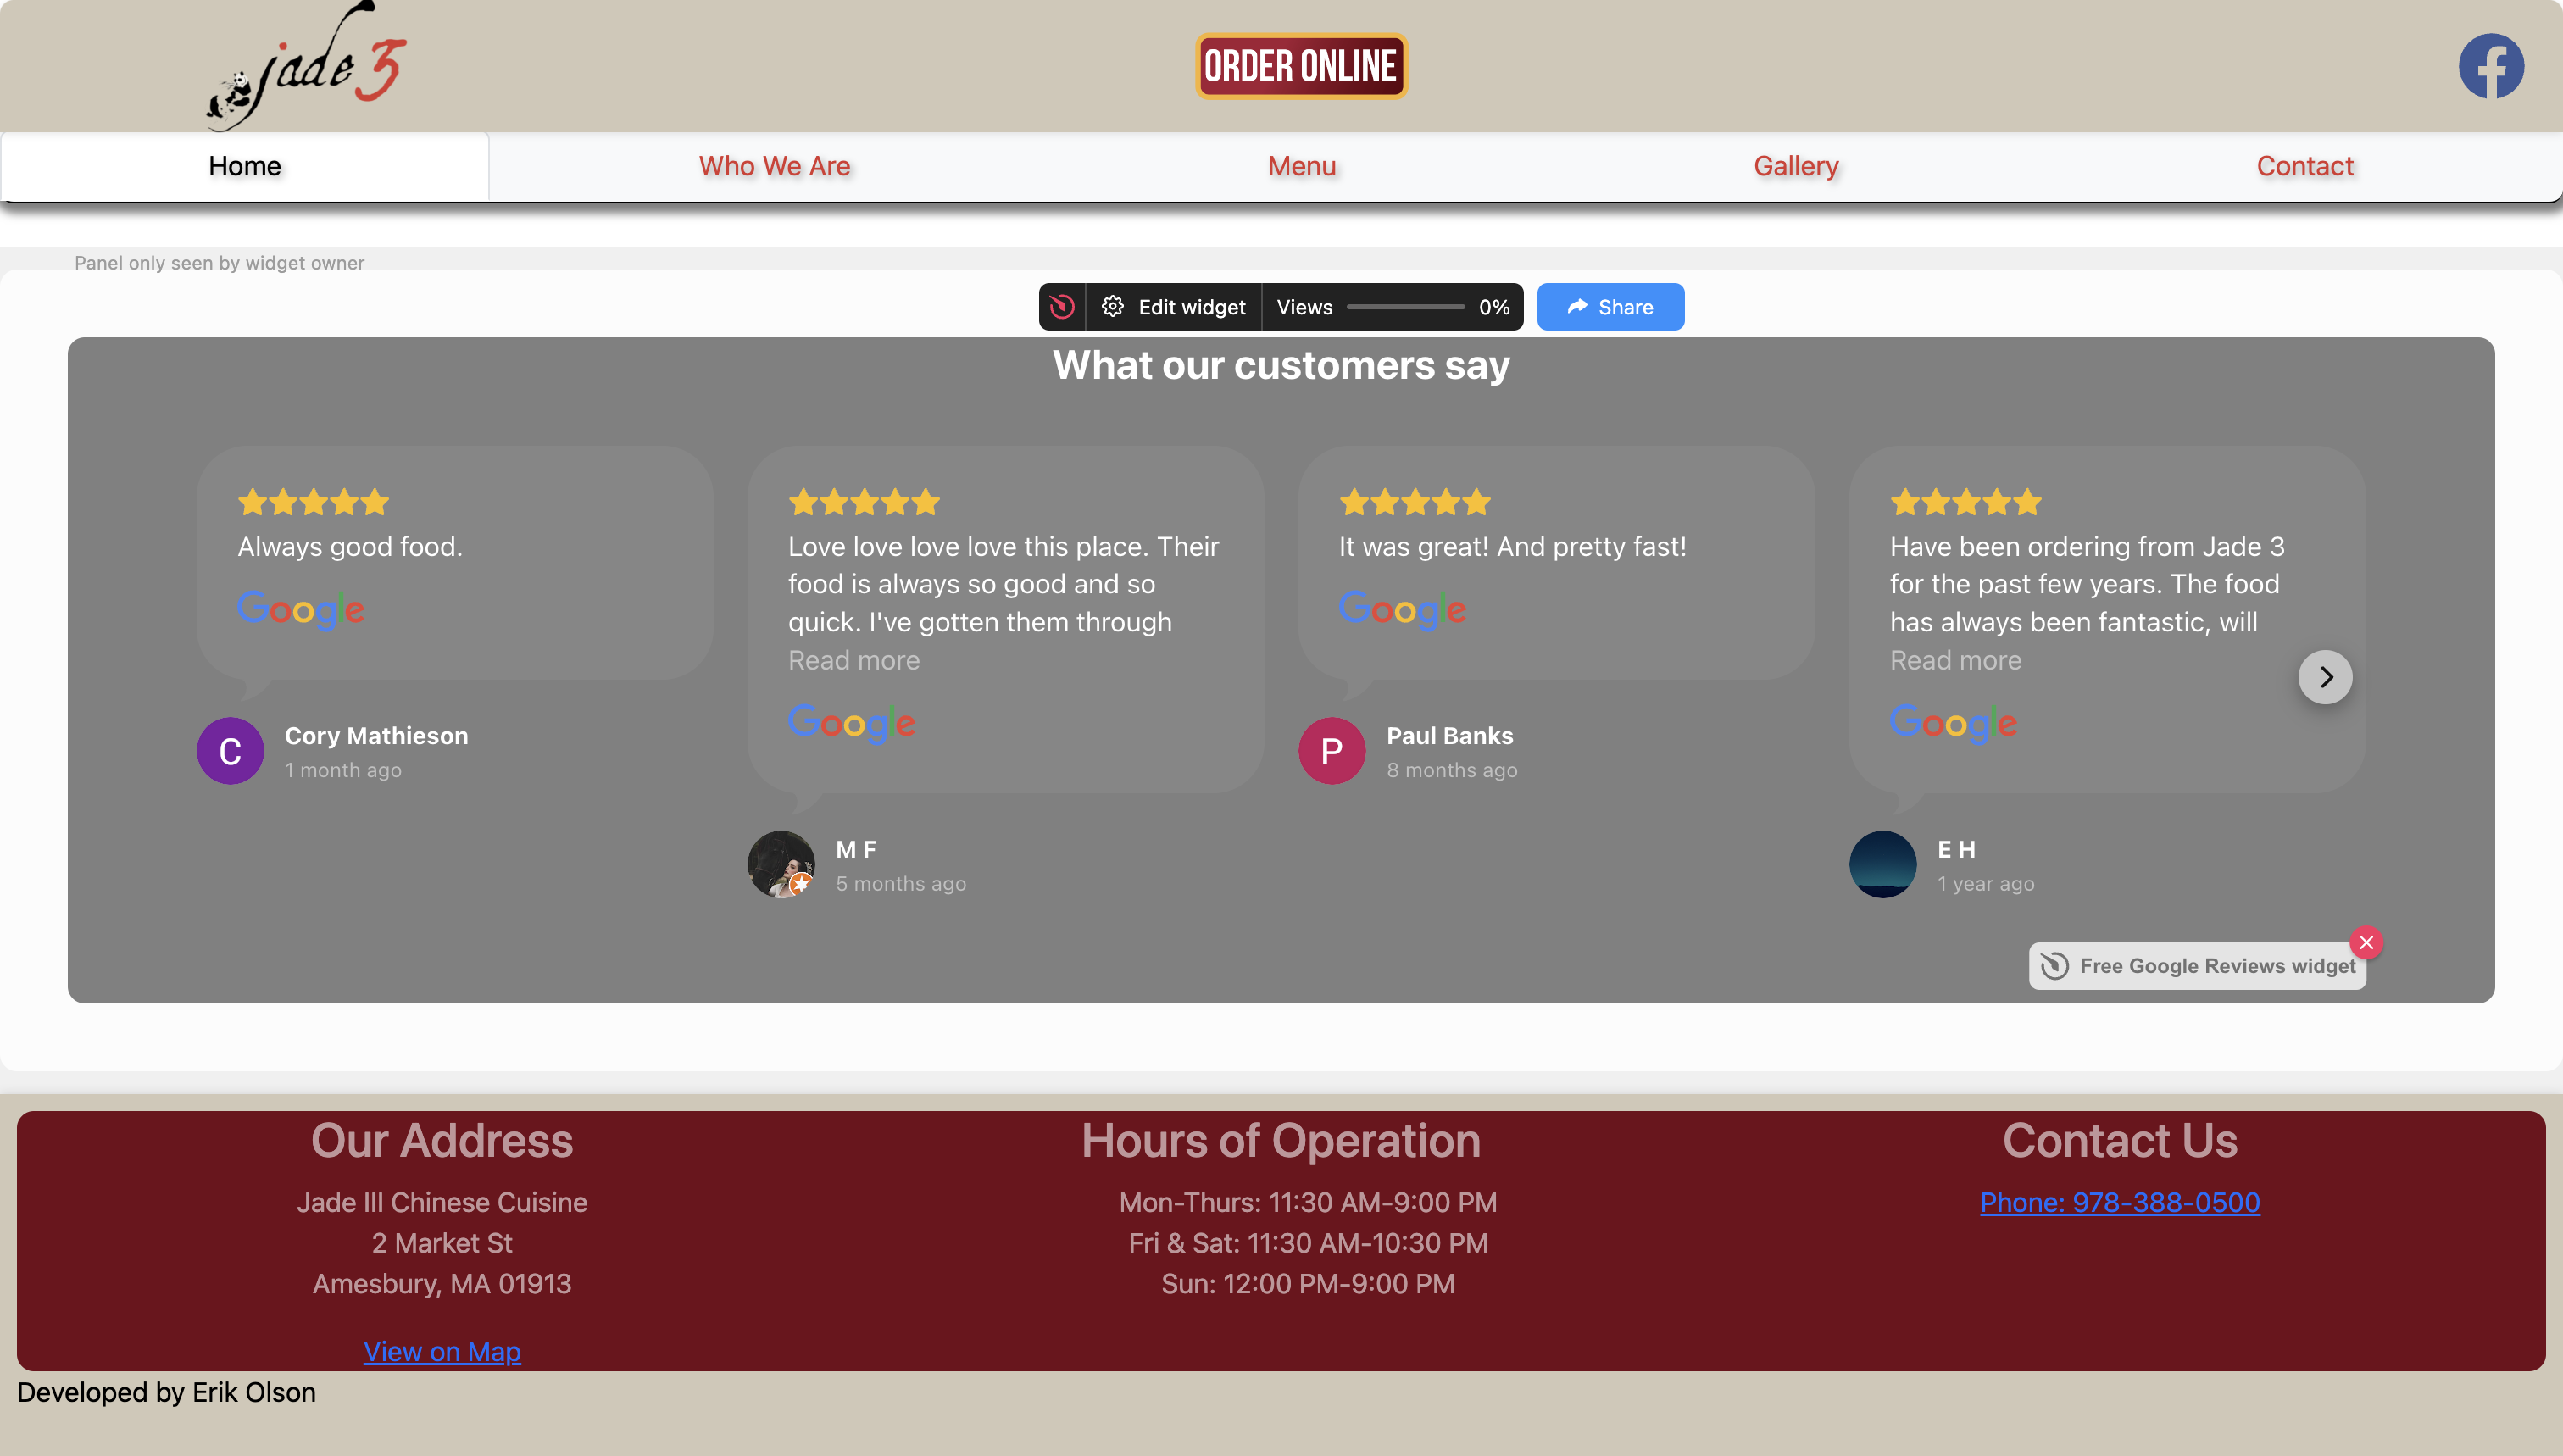 jade 3
ORDER ONLINE
Home
Who We Are
Menu
Gallery
Contact
Panel only seen by widget owner
Edit widget
Views
0%
Share
What our customers say
Always good food.
Google
Cory Mathieson
1 month ago
C
Love love love love this place. Their
food is always so good and so
quick. I've gotten them through
Read more
Google
M F
5 months ago
It was great! And pretty fast!
Google
P
Paul Banks
8 months ago
Have been ordering from Jade 3
for the past few years. The food
has always been fantastic, will
Read more
Google
E H
1 year ago
Free Google Reviews widget
Our Address
Jade III Chinese Cuisine
2 Market St
Amesbury, MA 01913
View on Map
Hours of Operation
Mon-Thurs: 11:30 AM-9:00 PM
Fri & Sat: 11:30 AM-10:30 PM
Sun: 12:00 PM-9:00 PM
Contact Us
Phone: 978-388-0500
Developed by Erik Olson